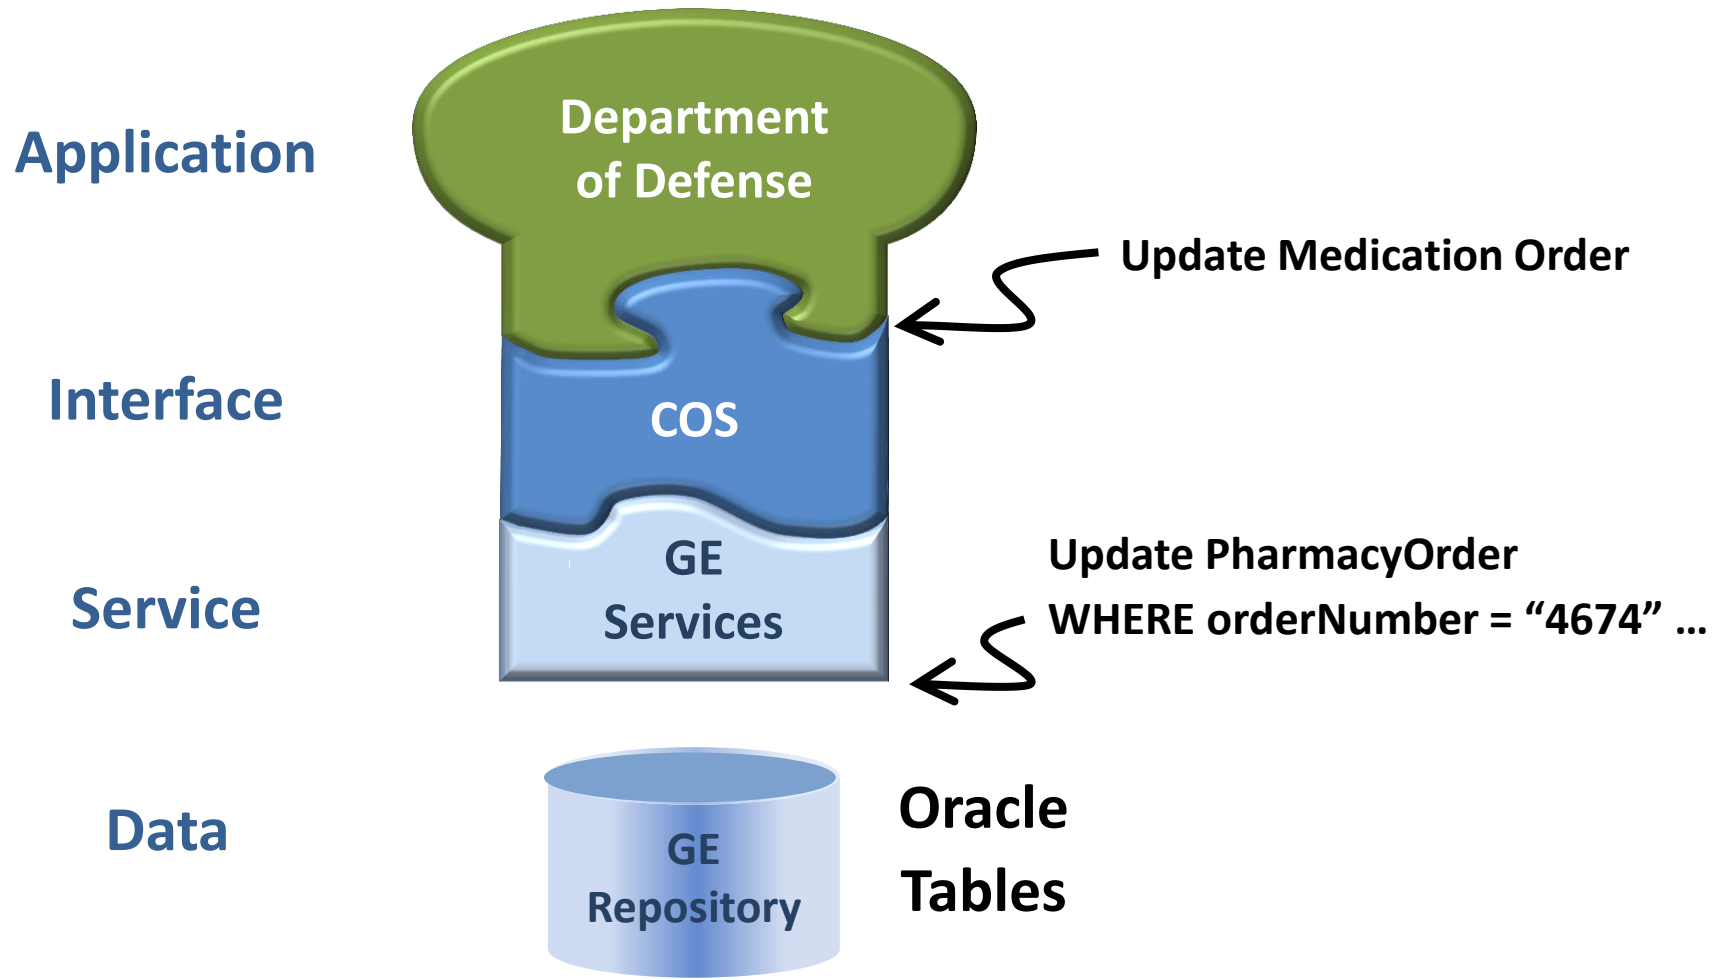 Application
Department
of Defense
Update Medication Order
Interface
COS
Service
GE
Services
Update PharmacyOrder
WHERE orderNumber = “4674” …
Data
GE
Repository
Oracle
Tables